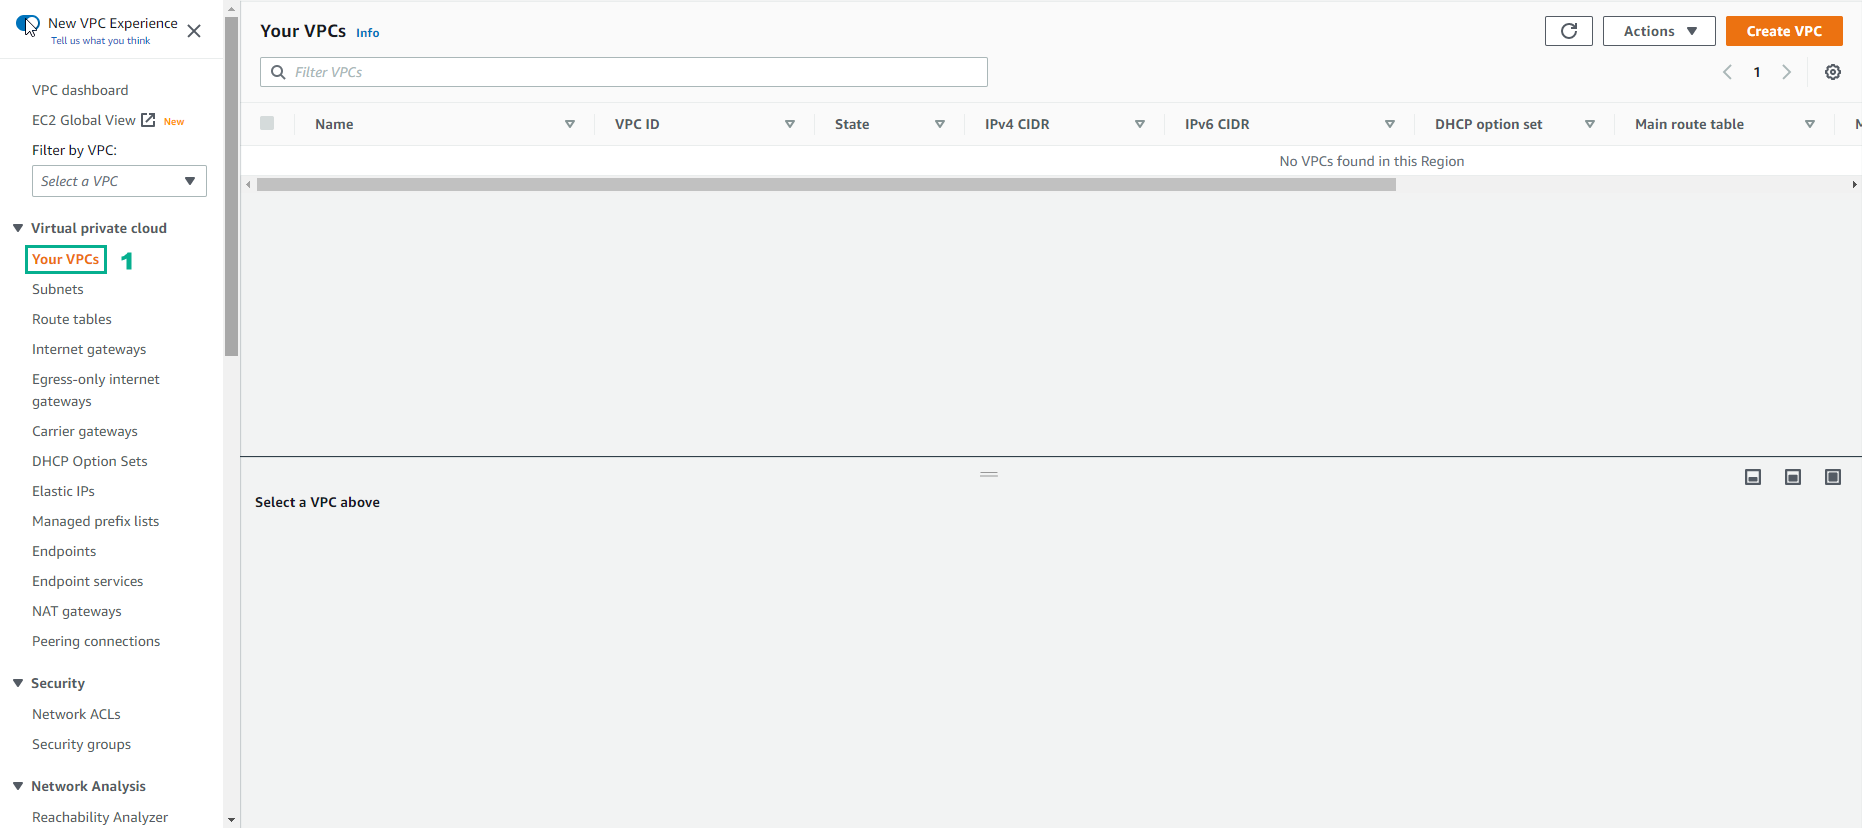 New VPC Experience
Tell us what you think
VPC dashboard
EC2 Global View New
Filter by VPC:
Select a VPC
Virtual private cloud
Your VPCs 1
Subnets
Route tables
Internet gateways
Egress-only internet
gateways
Carrier gateways
DHCP Option Sets
Elastic IPs
Managed prefix lists
Endpoints
Endpoint services
NAT gateways
Peering connections
Security
Network ACLs
Security groups
Network Analysis
Reachability Analyzer
Your VPCs Info
Actions
Create VPC
Filter VPCs
1
Name VPC ID State IPv4 CIDR IPv6 CIDR DHCP option set Main route table
No VPCs found in this Region
Select a VPC above